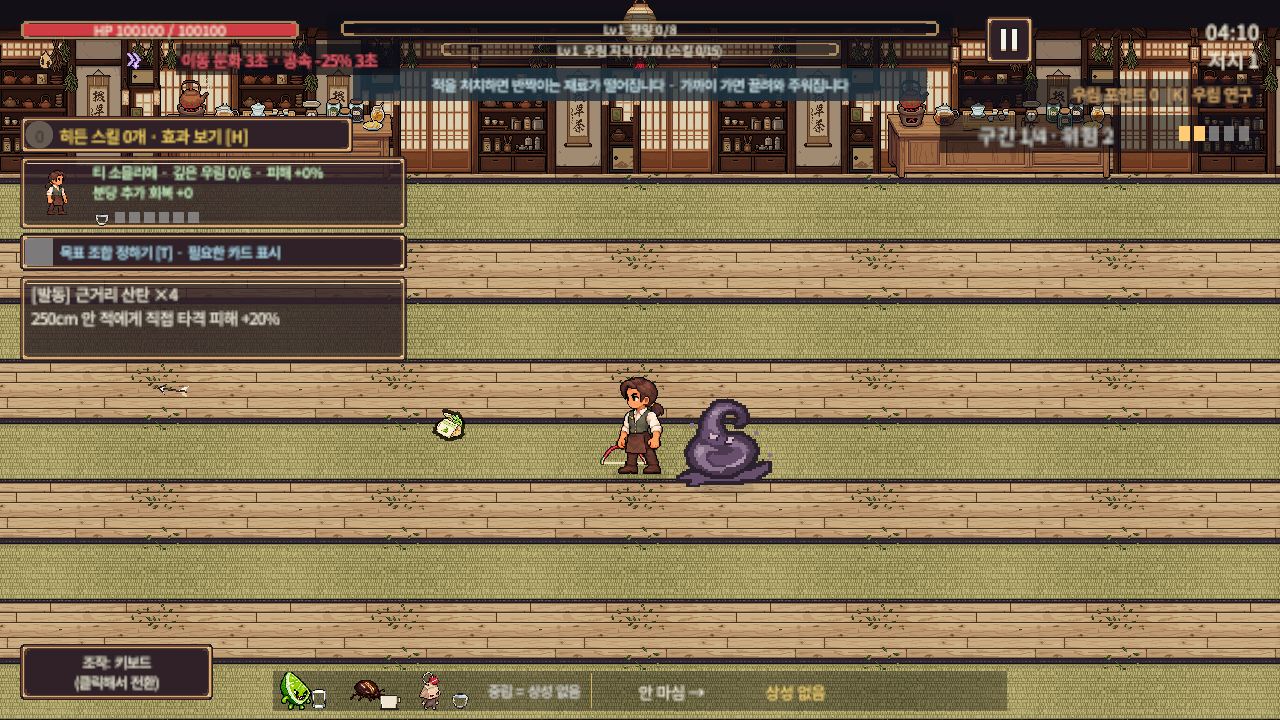 HP 100100 / 100100
Lv1 찻잎 0/8
Lv1 우림 지식 0/10 (스킬 0/15)
04:10
저지 1
이동 둔화 3초 · 공속 -25% 3초
적을 처치하면 반짝이는 재료가 떨어집니다 - 가까이 가면 끌려와 주워집니다
우림 포인트 0 [K] 우림 연구
히든 스킬 0개 · 효과 보기 [H]
구간 1/4 · 위험 2
티 소믈리에 - 깊은 우림 0/6 - 피해 +0%
분당 추가 회복 +0
목표 조합 정하기 [T] - 필요한 카드 표시
[발동] 근거리 산탄 ×4
250cm 안 적에게 직접 타격 피해 +20%
조작: 키보드
(클릭해서 전환)
중립 = 상성 없음
안 마심 →
상성 없음